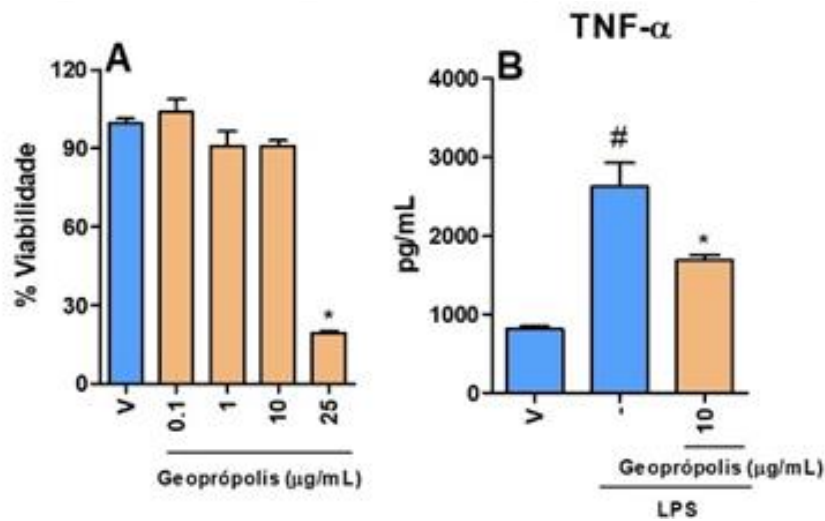 A
% Viabilidade
120
90
60
30
0
V
0.1
1
10
25
*
Geoprópolis (µg/mL)
TNF-α
B
pg/mL
4000
3000
2000
1000
0
#
*
V
-
10
Geoprópolis (µg/mL)
LPS